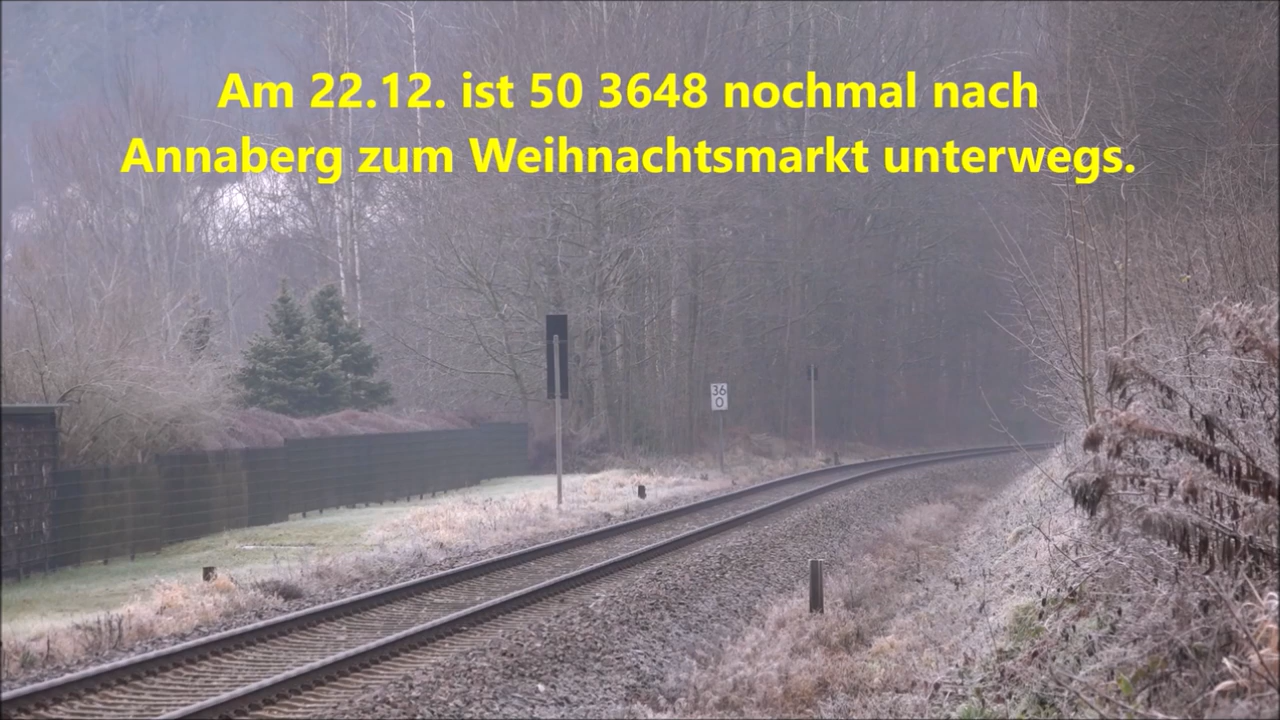 Am 22.12. ist 50 3648 nochmal nach
Annaberg zum Weihnachtsmarkt unterwegs.
36
0